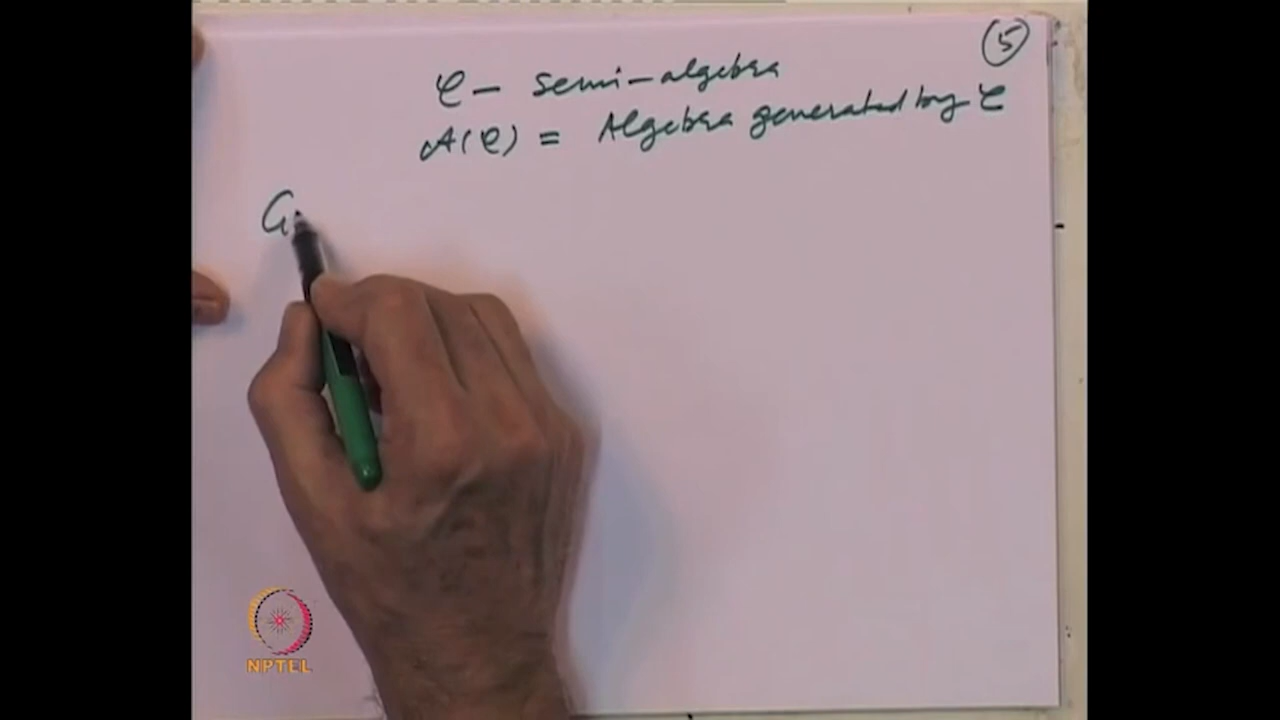 5
𝒞 - semi-algebra
𝒜(𝒞) = Algebra generated by 𝒞
G
NPTEL